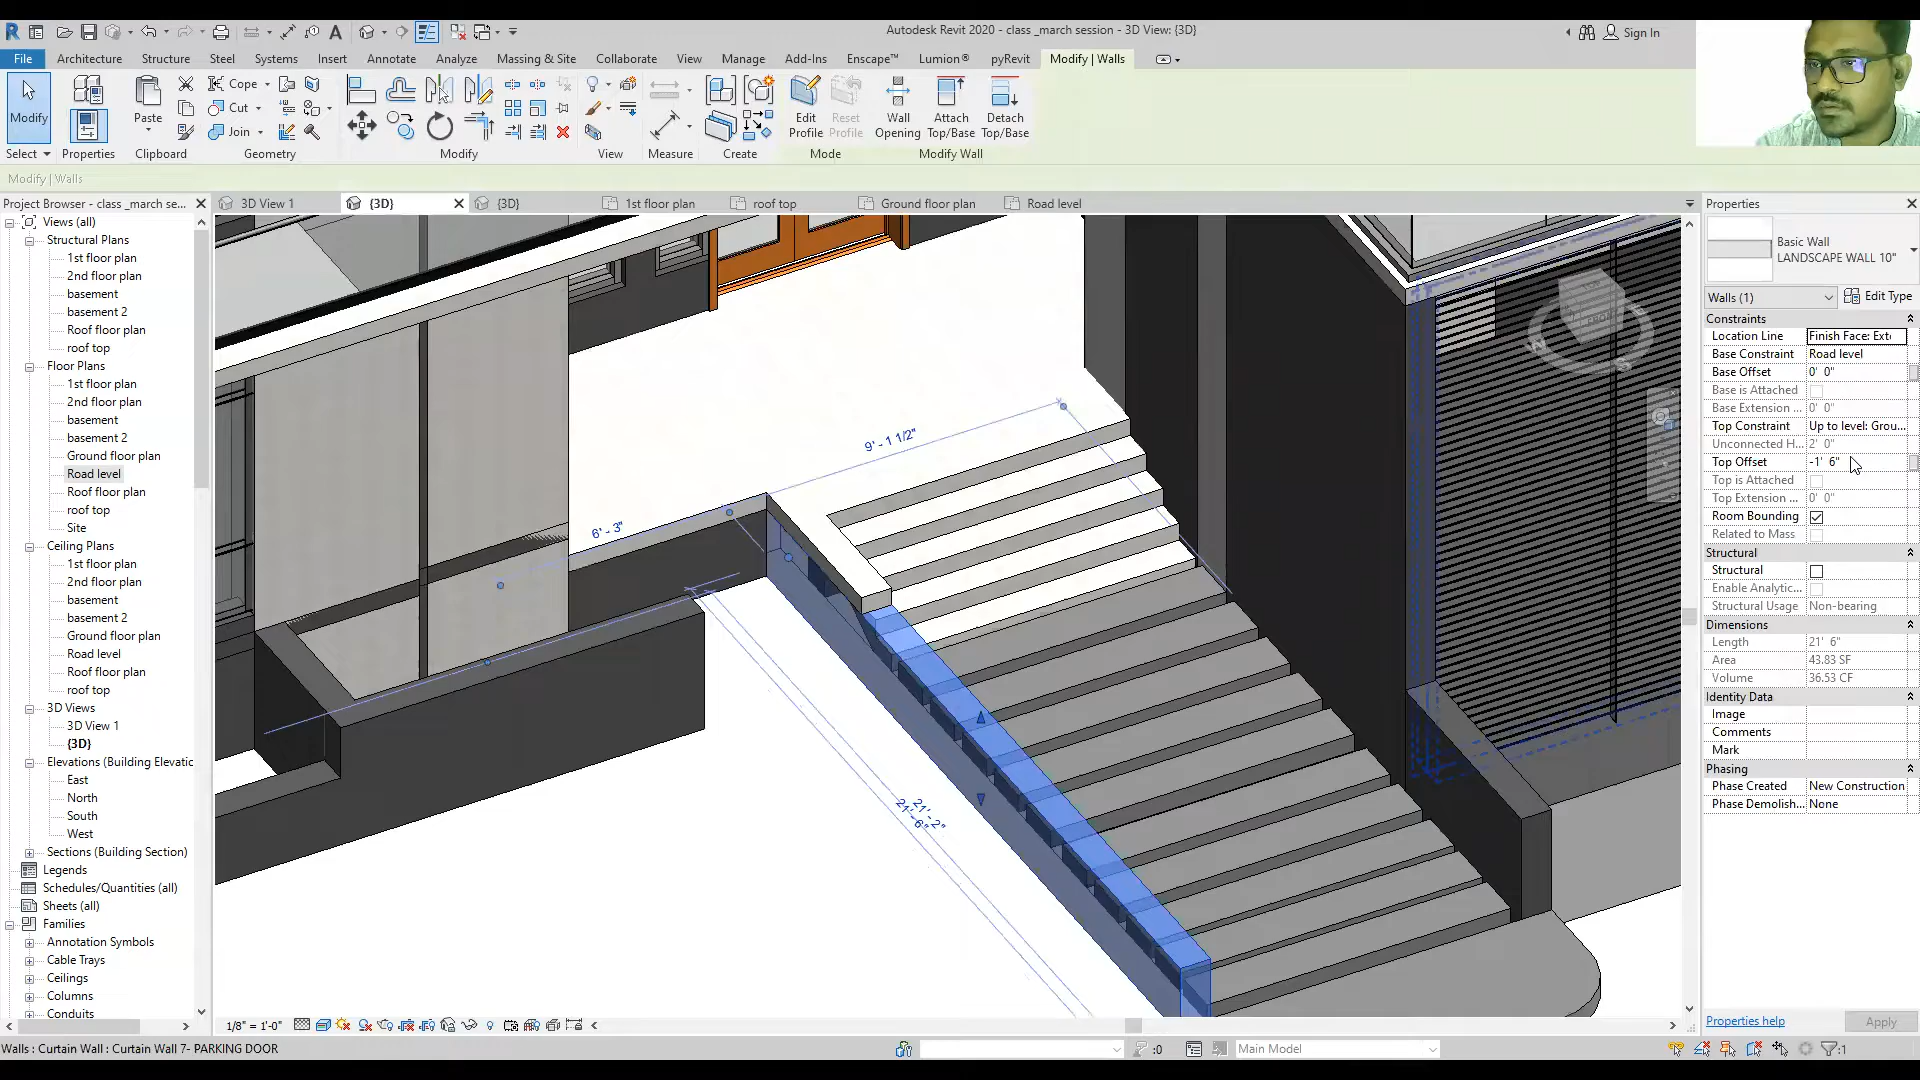 Autodesk Revit 2020 - class _march session - 3D View: {3D}
Sign In
File Architecture Structure Steel Systems Insert Annotate Analyze Massing & Site Collaborate View Manage Add-Ins Enscape™ Lumion® pyRevit Modify | Walls
Modify
Paste
Cope
Cut
Join
Edit Profile
Reset Profile
Wall Opening
Attach Top/Base
Detach Top/Base
Select Properties Clipboard Geometry Modify View Measure Create Mode Modify Wall
Modify | Walls
Project Browser - class _march se...
3D View 1 {3D} {3D} 1st floor plan roof top Ground floor plan Road level
Views (all)
Structural Plans
1st floor plan
2nd floor plan
basement
basement 2
Roof floor plan
roof top
Floor Plans
1st floor plan
2nd floor plan
basement
basement 2
Ground floor plan
Road level
Roof floor plan
roof top
Site
Ceiling Plans
1st floor plan
2nd floor plan
basement
basement 2
Ground floor plan
Road level
Roof floor plan
roof top
3D Views
3D View 1
{3D}
Elevations (Building Elevatic
East
North
South
West
Sections (Building Section)
Legends
Schedules/Quantities (all)
Sheets (all)
Families
Annotation Symbols
Cable Trays
Ceilings
Columns
Conduits
9' - 1 1/2"
6' - 3"
21' - 2"
21' - 6"
Properties
Basic Wall
LANDSCAPE WALL 10"
Walls (1) Edit Type
Constraints
Location Line Finish Face: Ext
Base Constraint Road level
Base Offset 0' 0"
Base is Attached
Base Extension ... 0' 0"
Top Constraint Up to level: Grou...
Unconnected H... 2' 0"
Top Offset -1' 6"
Top is Attached
Top Extension ... 0' 0"
Room Bounding
Related to Mass
Structural
Structural
Enable Analytic...
Structural Usage Non-bearing
Dimensions
Length 21' 6"
Area 43.83 SF
Volume 36.53 CF
Identity Data
Image
Comments
Mark
Phasing
Phase Created New Construction
Phase Demolish... None
Properties help Apply
1/8" = 1'-0"
Walls : Curtain Wall : Curtain Wall 7- PARKING DOOR
:0
Main Model
:1